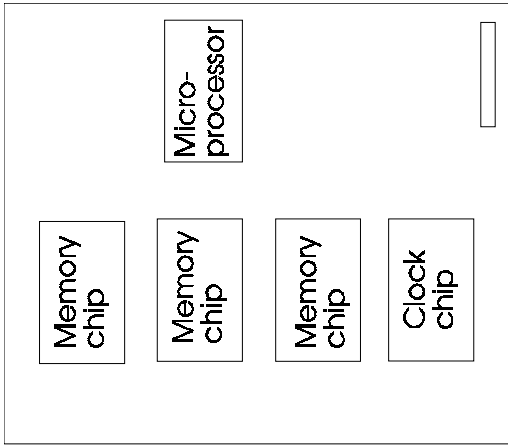 Micro-
processor
Memory
chip
Memory
chip
Memory
chip
Clock
chip